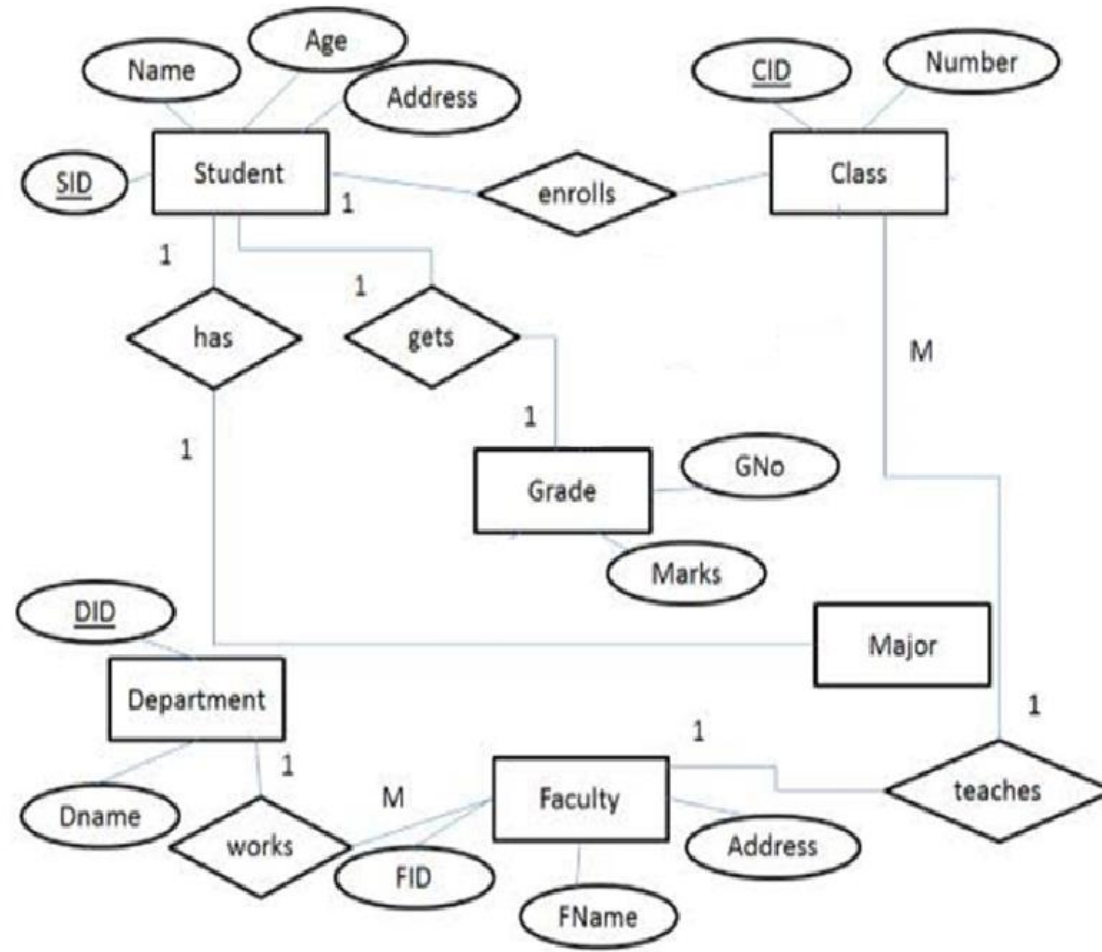 Age
Name
Address
CID
Number
SID
Student
enrolls
Class
1
1
1
has
gets
M
1
1
Grade
GNo
Marks
DID
Major
Department
1
1
1
Dname
works
M
Faculty
teaches
FID
Address
FName